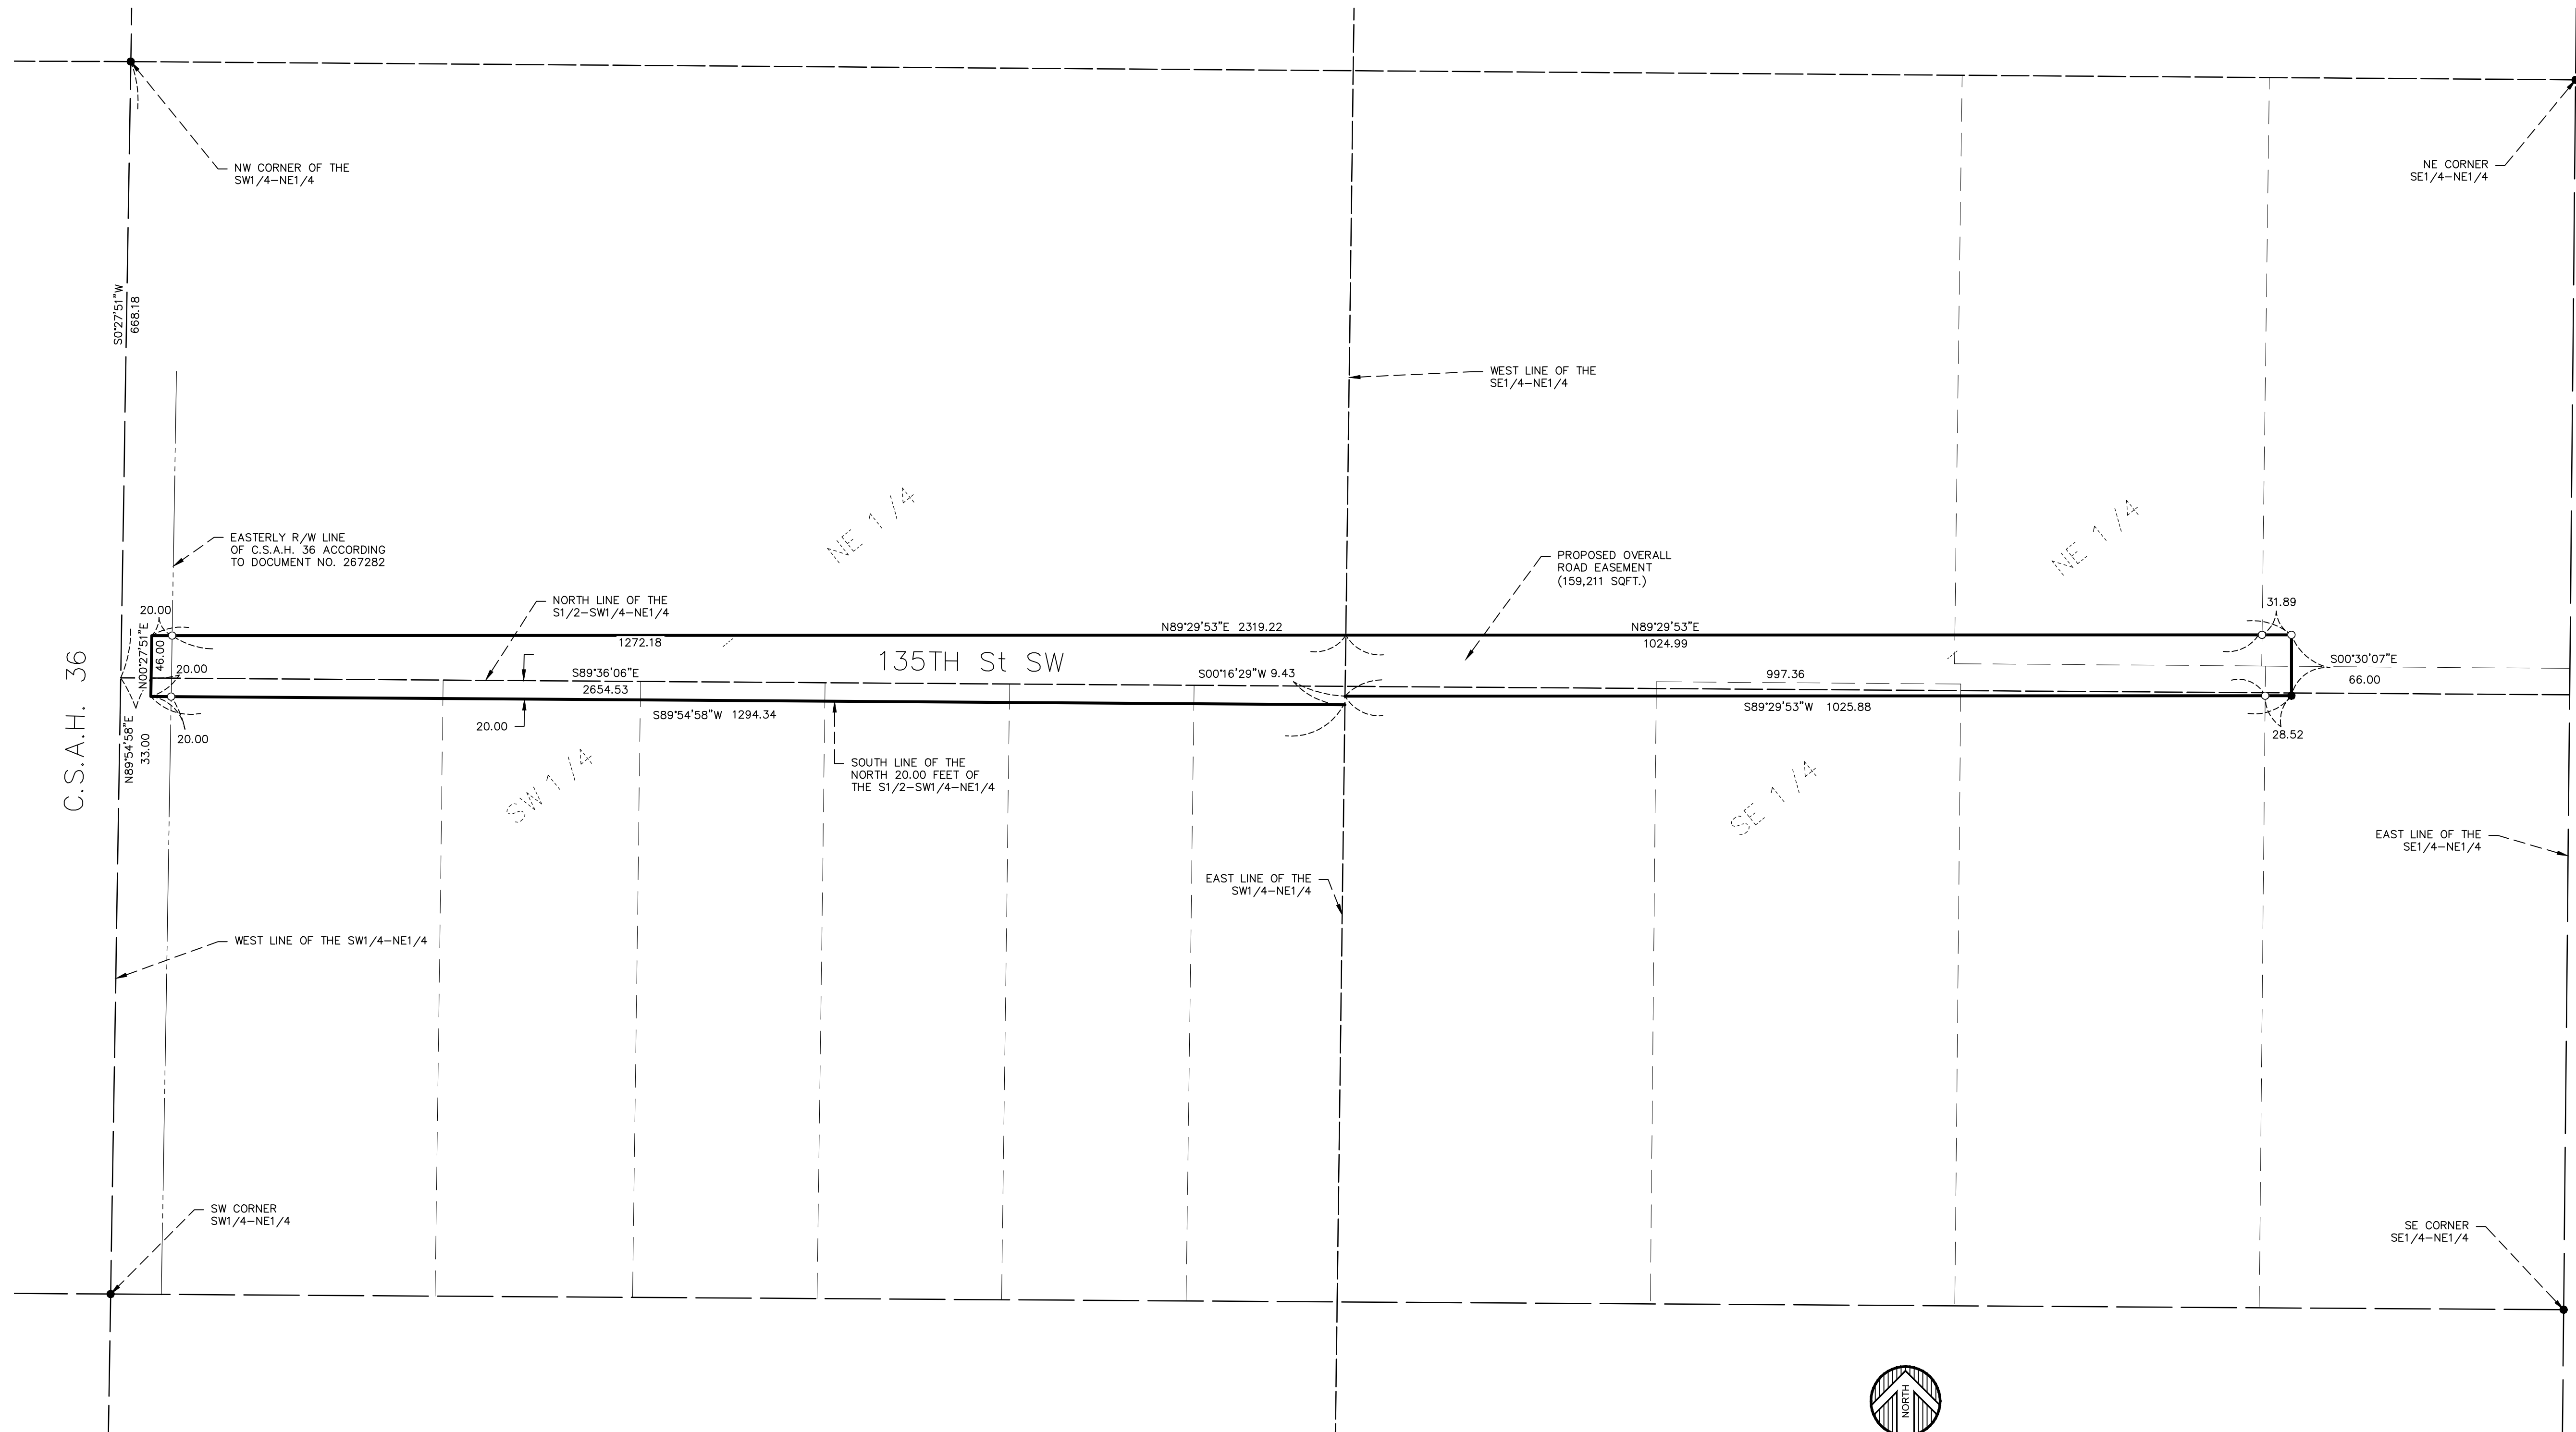 NW CORNER OF THE
SW1/4-NE1/4
NE CORNER
SE1/4-NE1/4
S0°27'51"W
668.18
WEST LINE OF THE
SE1/4-NE1/4
NE 1/4
NE 1/4
EASTERLY R/W LINE
OF C.S.A.H. 36 ACCORDING
TO DOCUMENT NO. 267282
PROPOSED OVERALL
ROAD EASEMENT
(159,211 SQFT.)
NORTH LINE OF THE
S1/2-SW1/4-NE1/4
20.00
31.89
N89°29'53"E 2319.22
N89°29'53"E
1272.18
1024.99
N00°27'51"E
46.00
20.00
135TH St SW
S00°30'07"E
66.00
S89°36'06"E
2654.53
S00°16'29"W 9.43
997.36
C.S.A.H. 36
S89°54'58"W 1294.34
S89°29'53"W 1025.88
20.00
N89°54'58"E
33.00
20.00
28.52
SOUTH LINE OF THE
NORTH 20.00 FEET OF
THE S1/2-SW1/4-NE1/4
SW 1/4
SE 1/4
EAST LINE OF THE
SE1/4-NE1/4
EAST LINE OF THE
SW1/4-NE1/4
WEST LINE OF THE SW1/4-NE1/4
SW CORNER
SW1/4-NE1/4
SE CORNER
SE1/4-NE1/4
NORTH